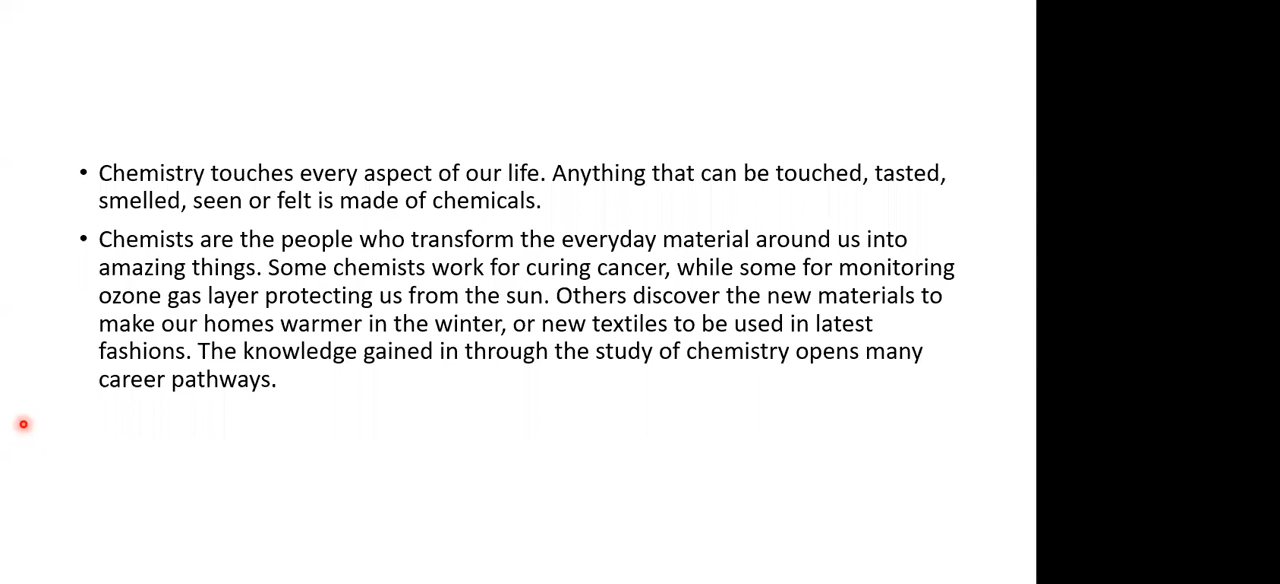 • Chemistry touches every aspect of our life. Anything that can be touched, tasted,
smelled, seen or felt is made of chemicals.
• Chemists are the people who transform the everyday material around us into
amazing things. Some chemists work for curing cancer, while some for monitoring
ozone gas layer protecting us from the sun. Others discover the new materials to
make our homes warmer in the winter, or new textiles to be used in latest
fashions. The knowledge gained in through the study of chemistry opens many
career pathways.